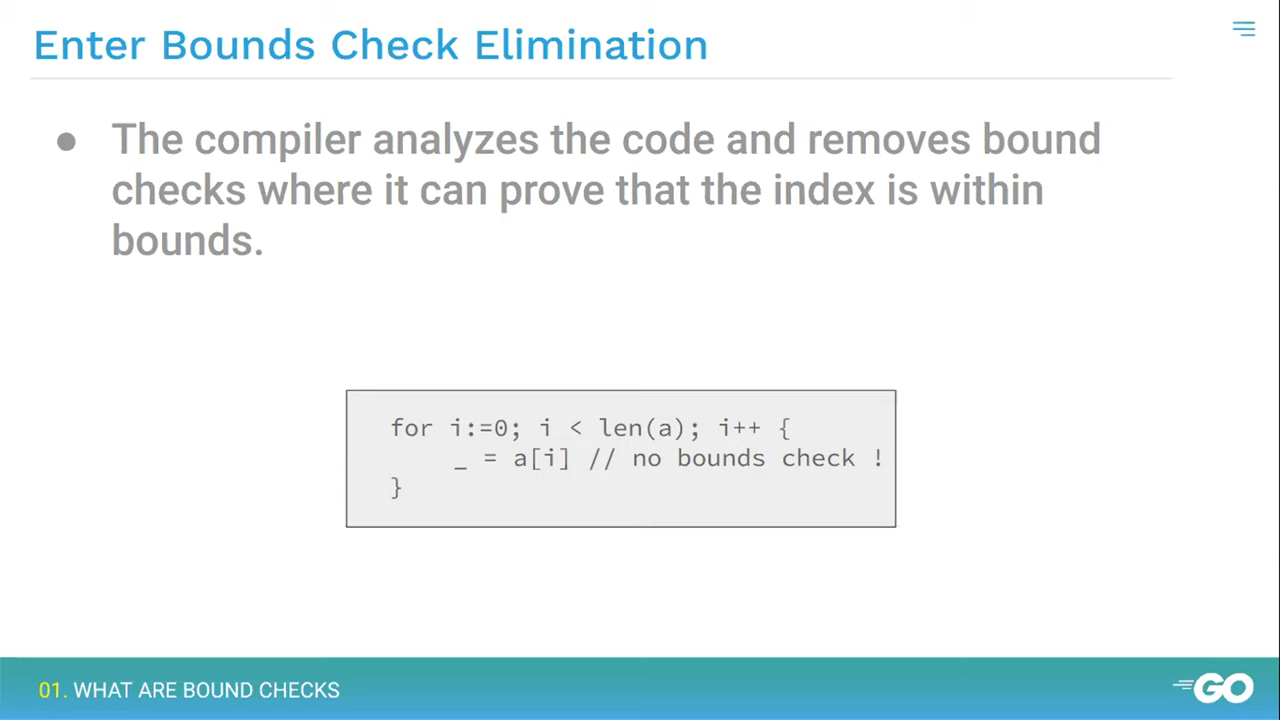 Enter Bounds Check Elimination
● The compiler analyzes the code and removes bound
checks where it can prove that the index is within
bounds.
for i:=0; i < len(a); i++ {
    _ = a[i] // no bounds check !
}
01. WHAT ARE BOUND CHECKS
GO